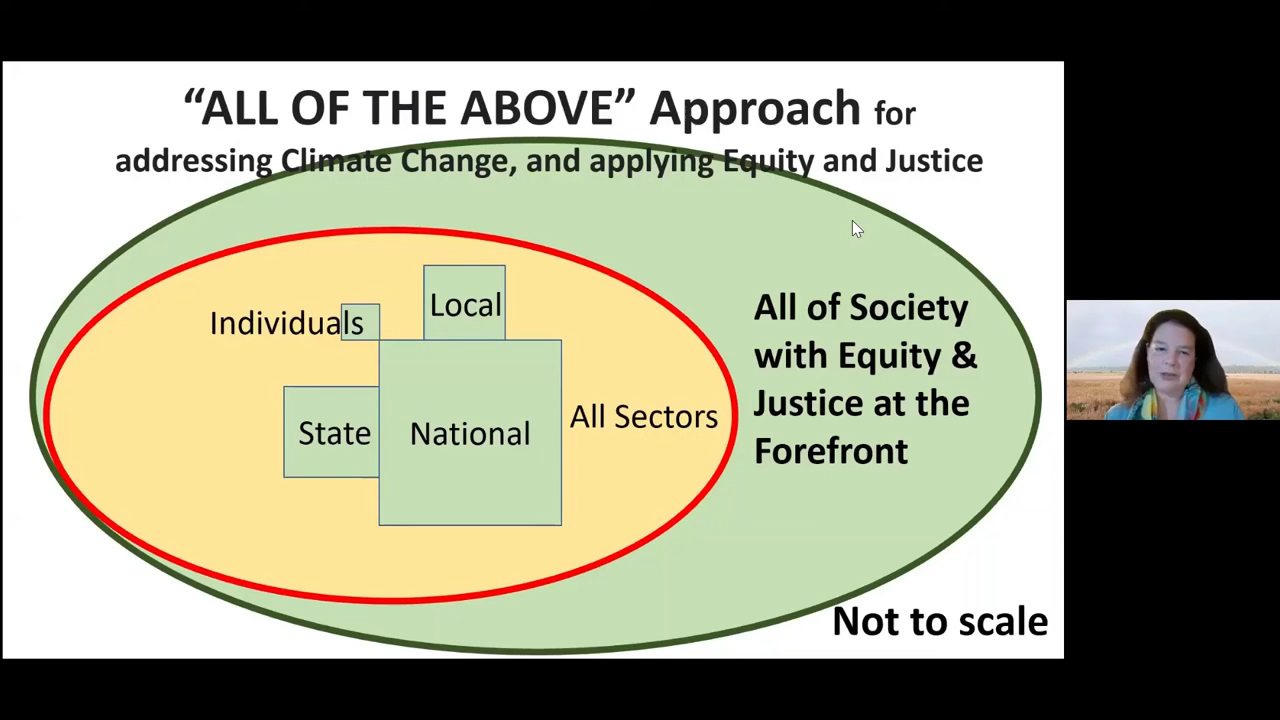 “ALL OF THE ABOVE” Approach for
addressing Climate Change, and applying Equity and Justice
Individuals
Local
State
National
All Sectors
All of Society
with Equity &
Justice at the
Forefront
Not to scale